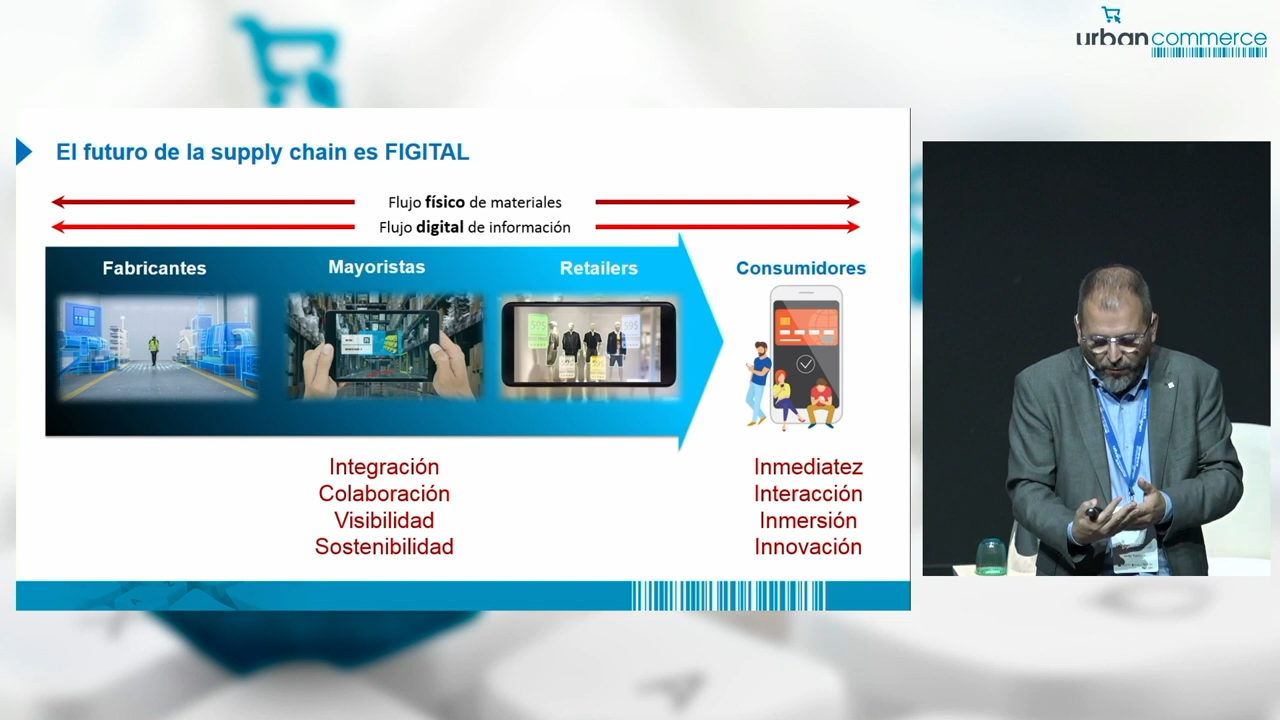 urbancommerce
El futuro de la supply chain es FIGITAL
Flujo físico de materiales
Flujo digital de información
Fabricantes
Mayoristas
Retailers
Consumidores
Integración
Colaboración
Visibilidad
Sostenibilidad
Inmediatez
Interacción
Inmersión
Innovación